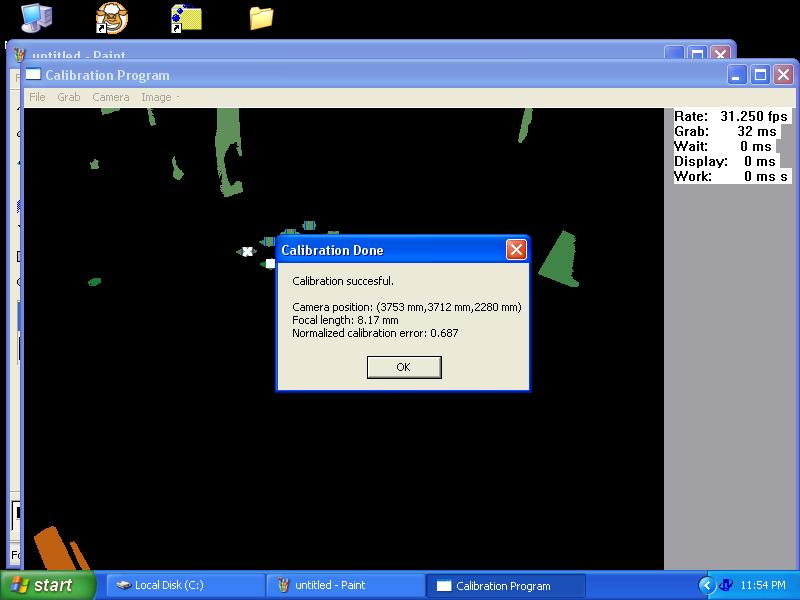 untitled - Paint
Calibration Program
File Grab Camera Image
Rate: 31.250 fps
Grab: 32 ms
Wait: 0 ms
Display: 0 ms
Work: 0 ms s
Calibration Done
Calibration succesful.
Camera position: (3753 mm,3712 mm,2280 mm)
Focal length: 8.17 mm
Normalized calibration error: 0.687
OK
Fo
start
Local Disk (C:)
untitled - Paint
Calibration Program
11:54 PM